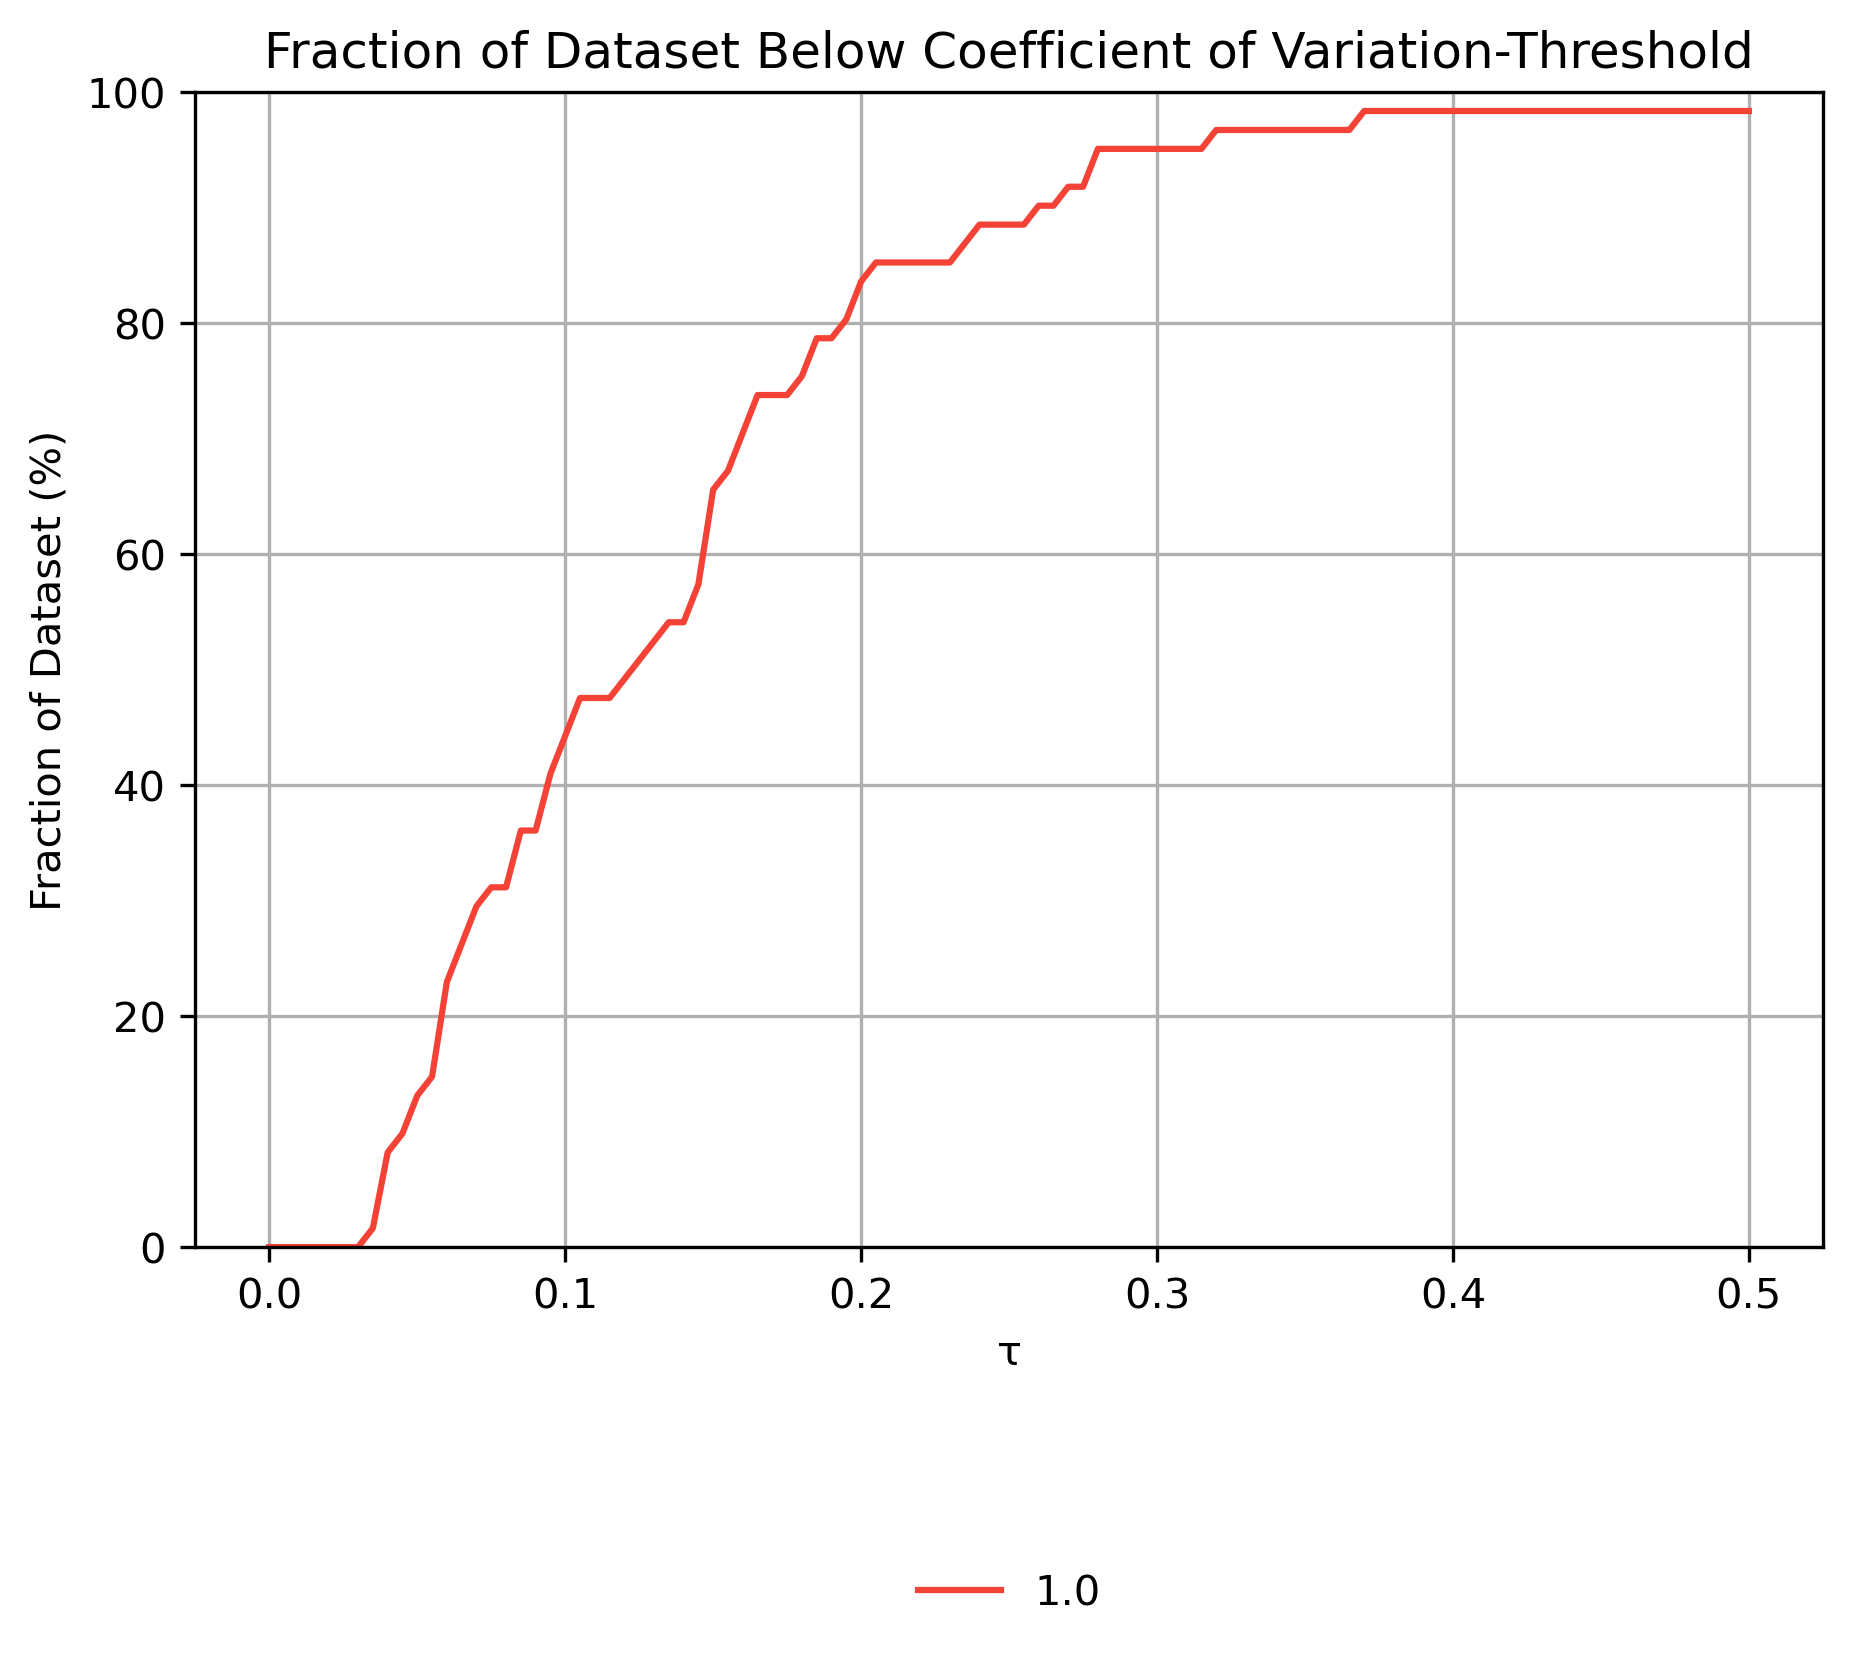 Fraction of Dataset Below Coefficient of Variation-Threshold
Fraction of Dataset (%)
100
80
60
40
20
0
0.0 0.1 0.2 0.3 0.4 0.5
τ
1.0